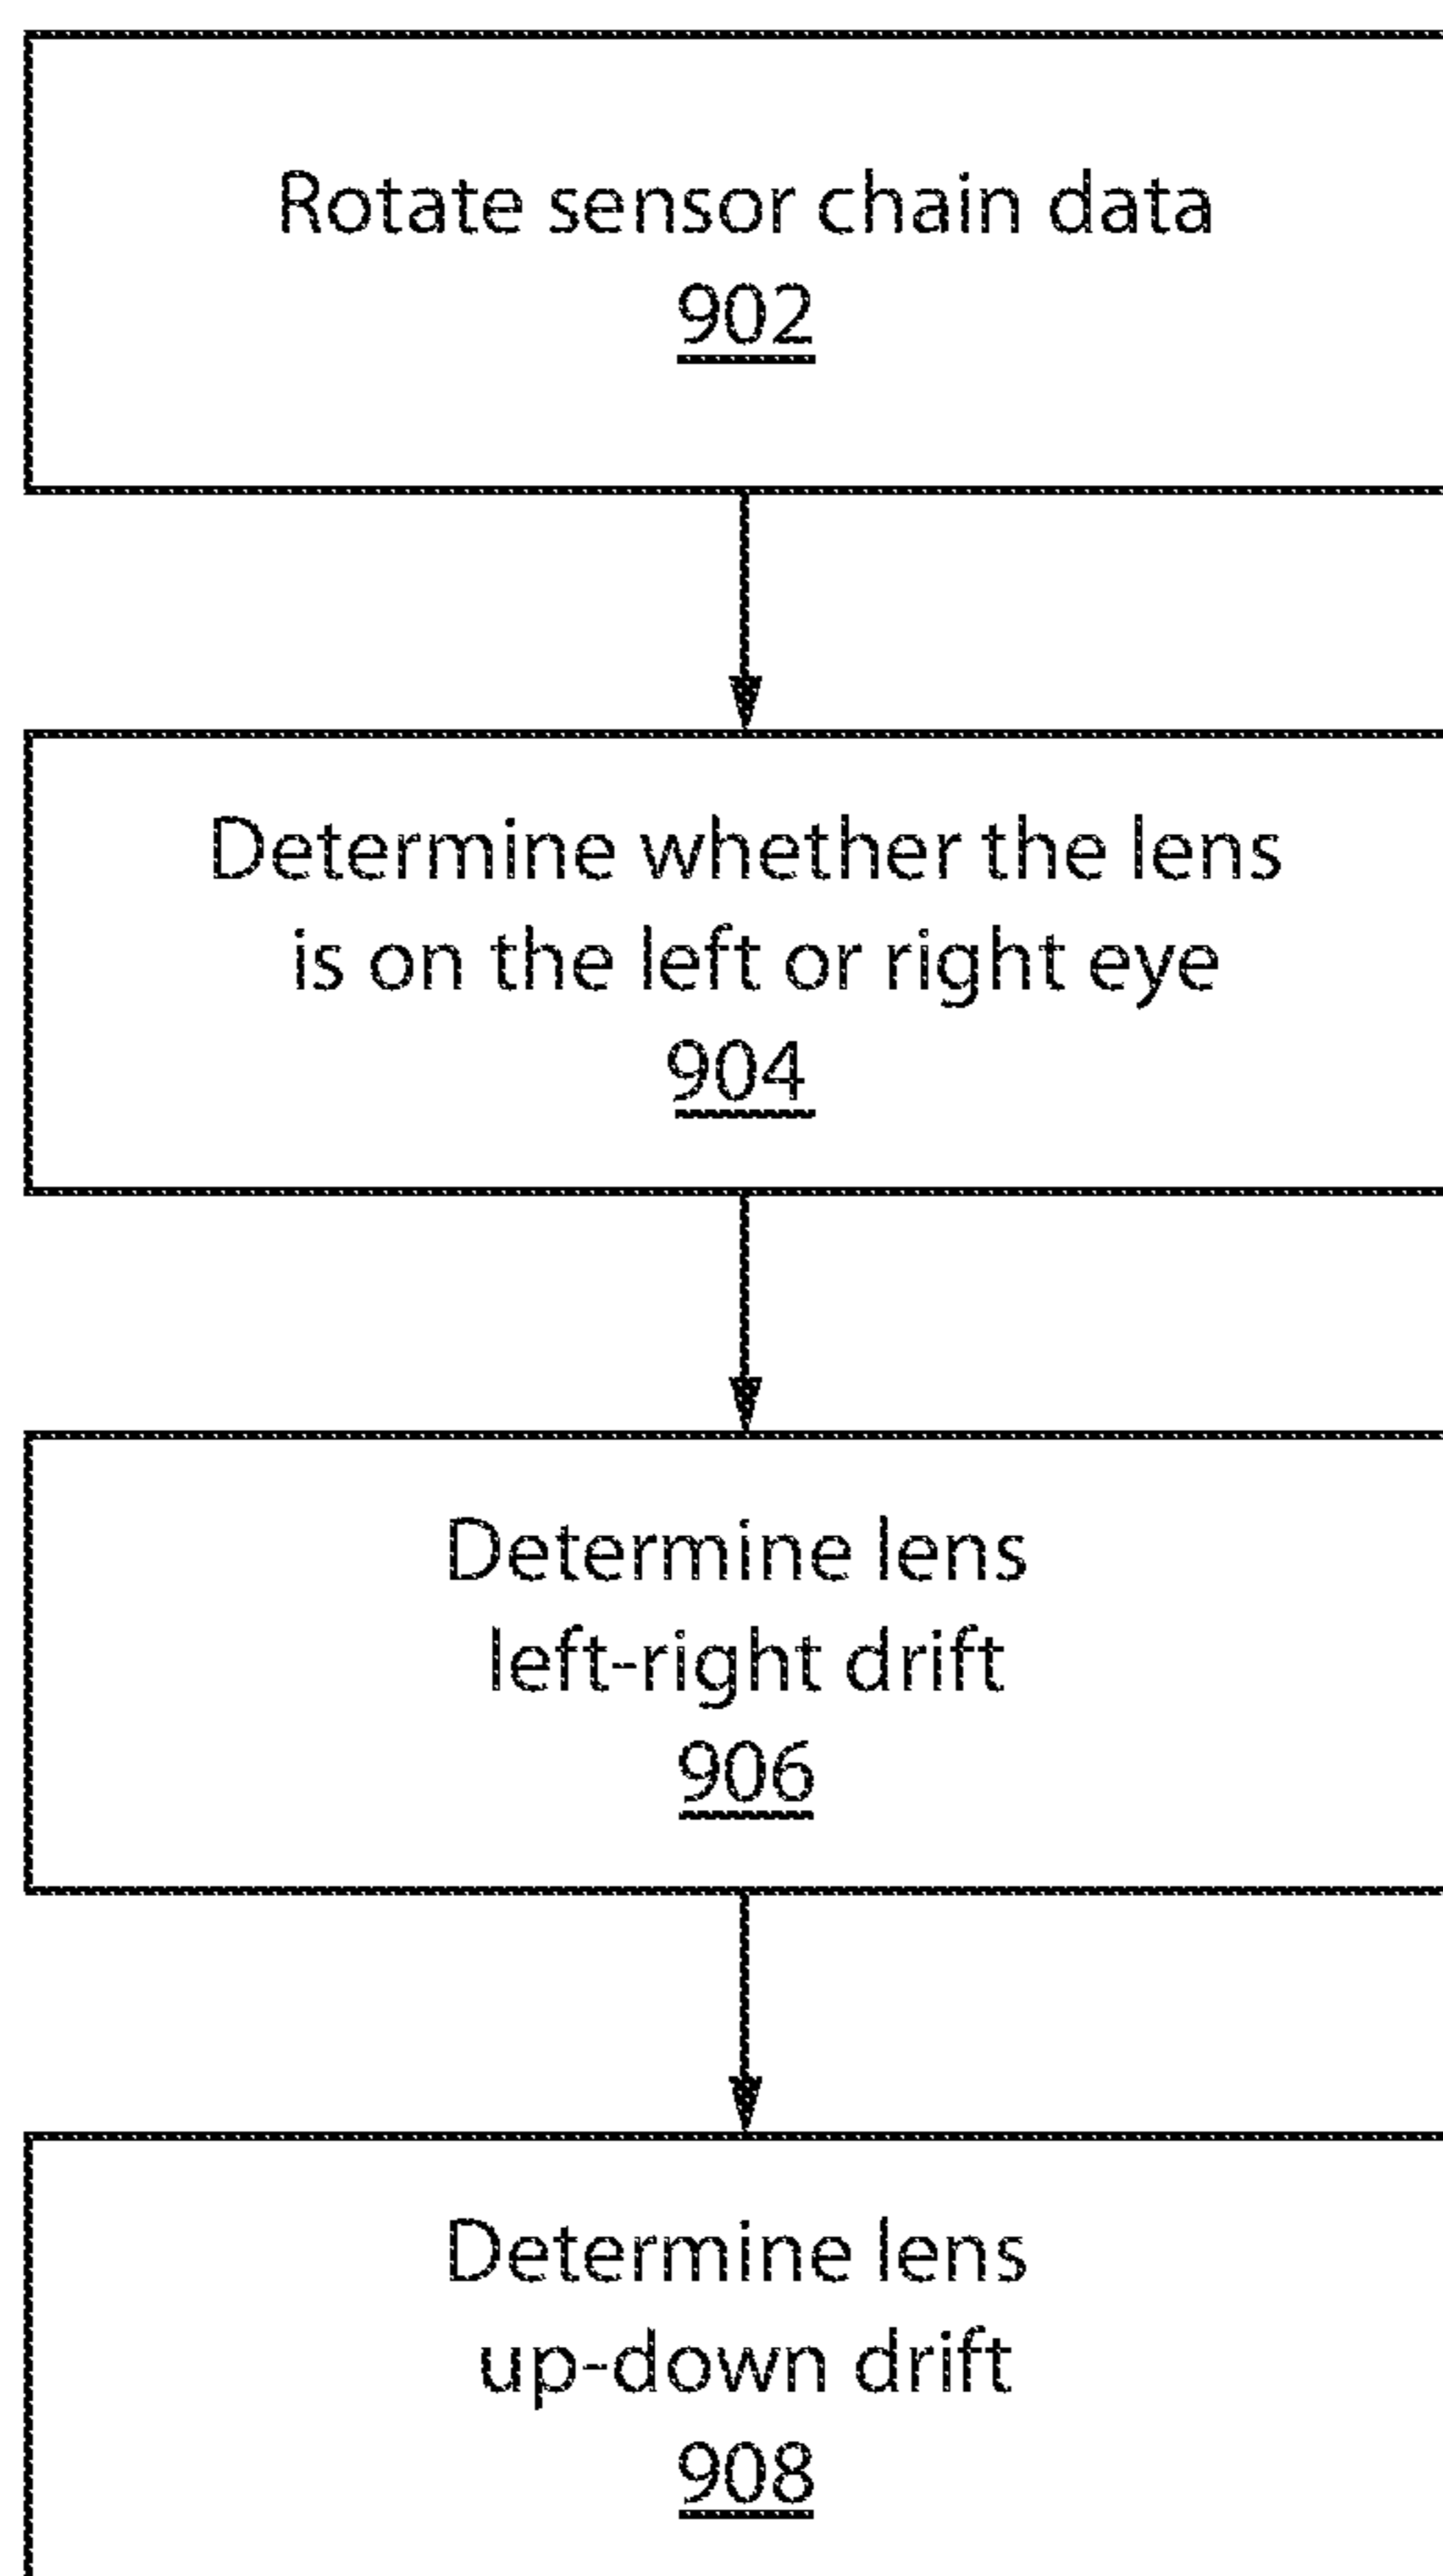 Rotate sensor chain data
902
Determine whether the lens
is on the left or right eye
904
Determine lens
left-right drift
906
Determine lens
up-down drift
908